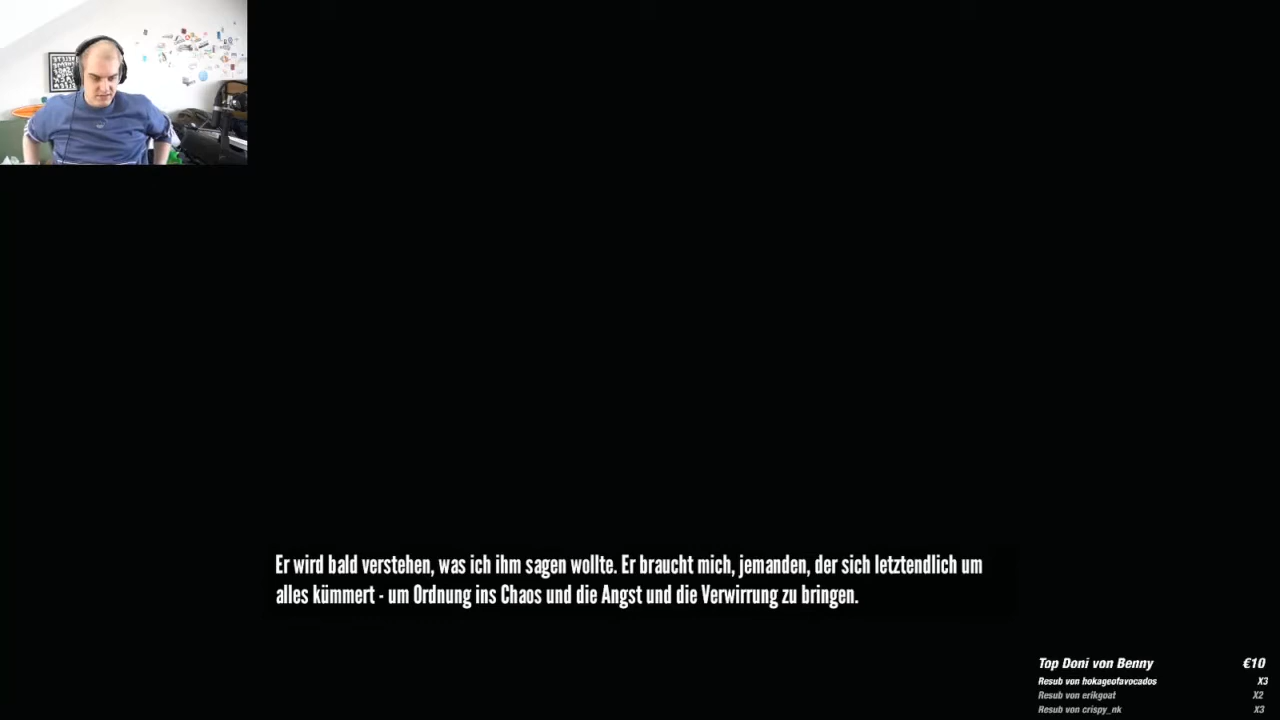 Er wird bald verstehen, was ich ihm sagen wollte. Er braucht mich, jemanden, der sich letztendlich um
alles kümmert - um Ordnung ins Chaos und die Angst und die Verwirrung zu bringen.
Top Doni von Benny €10
Resub von hokageofavocados X3
Resub von erikgoat X2
Resub von crispy_nk X3